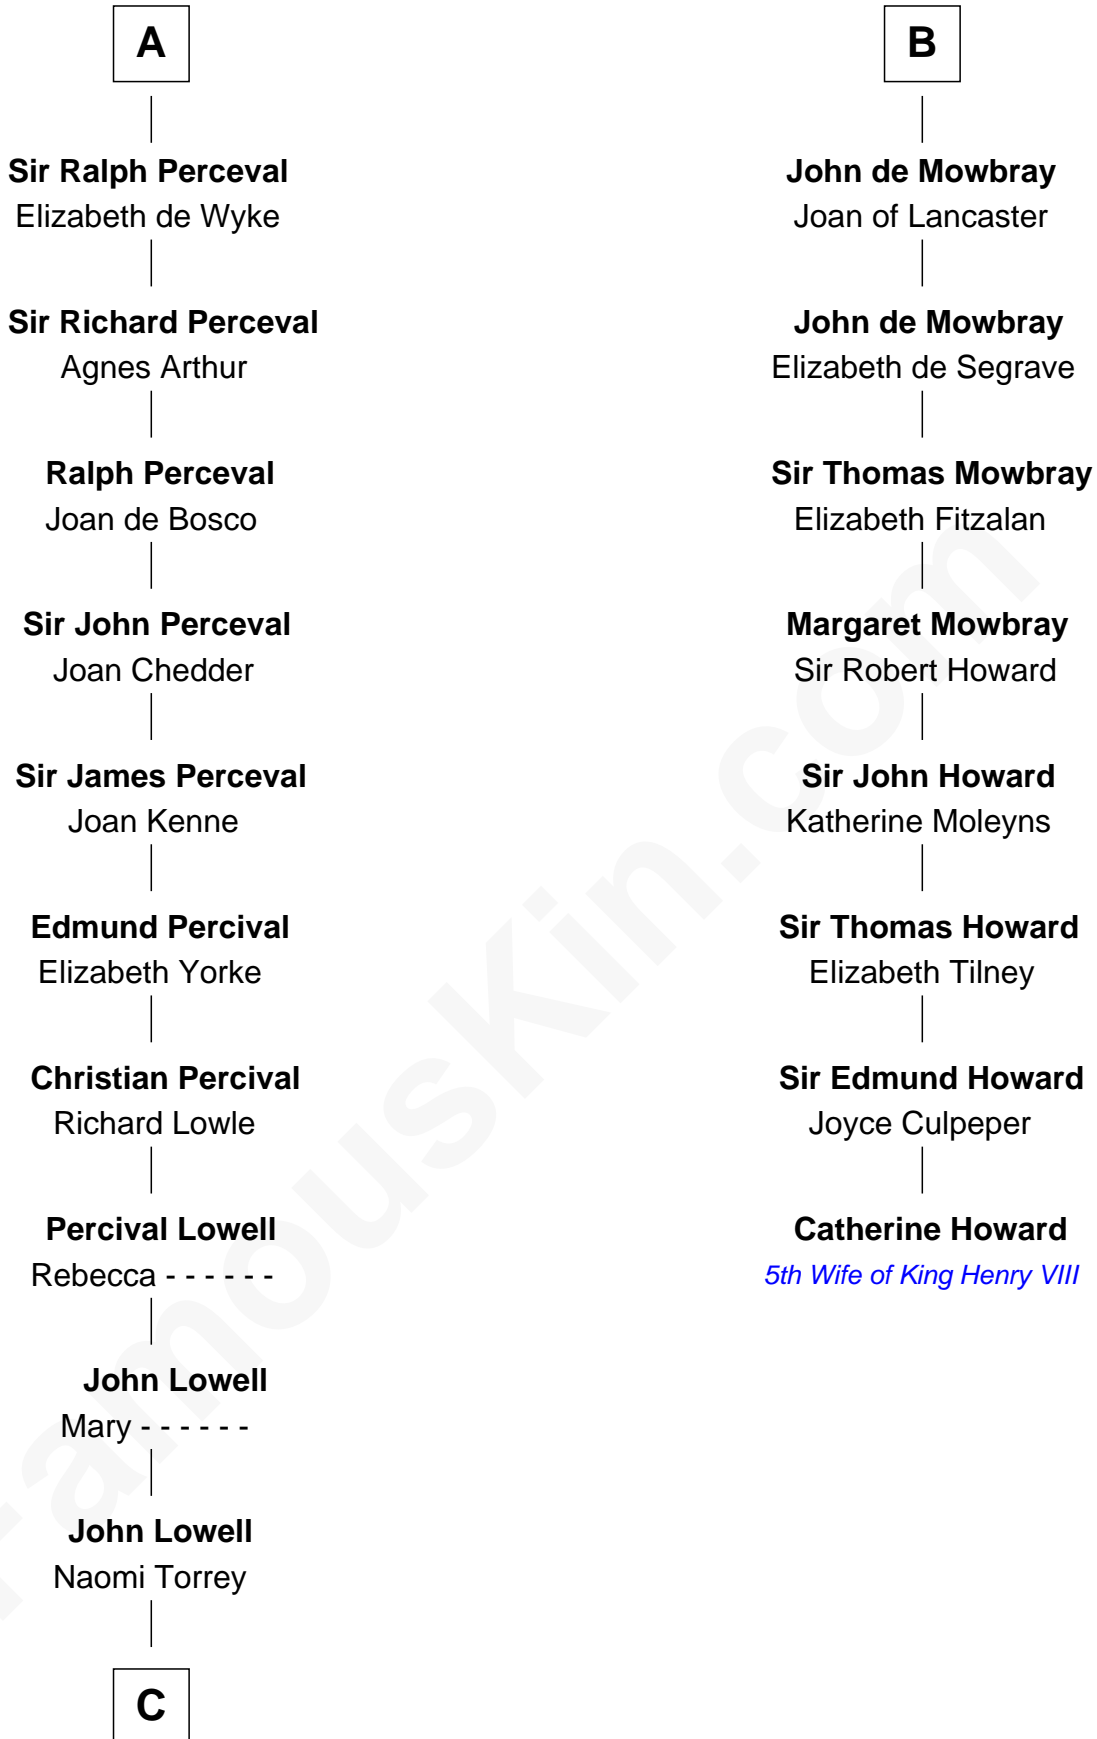 A
Sir Ralph Perceval
Elizabeth de Wyke
Sir Richard Perceval
Agnes Arthur
Ralph Perceval
Joan de Bosco
Sir John Perceval
Joan Chedder
Sir James Perceval
Joan Kenne
Edmund Percival
Elizabeth Yorke
Christian Percival
Richard Lowle
Percival Lowell
Rebecca - - - - - -
John Lowell
Mary - - - - - -
John Lowell
Naomi Torrey
C
B
John de Mowbray
Joan of Lancaster
John de Mowbray
Elizabeth de Segrave
Sir Thomas Mowbray
Elizabeth Fitzalan
Margaret Mowbray
Sir Robert Howard
Sir John Howard
Katherine Moleyns
Sir Thomas Howard
Elizabeth Tilney
Sir Edmund Howard
Joyce Culpeper
Catherine Howard
5th Wife of King Henry VIII
FamousKin.com